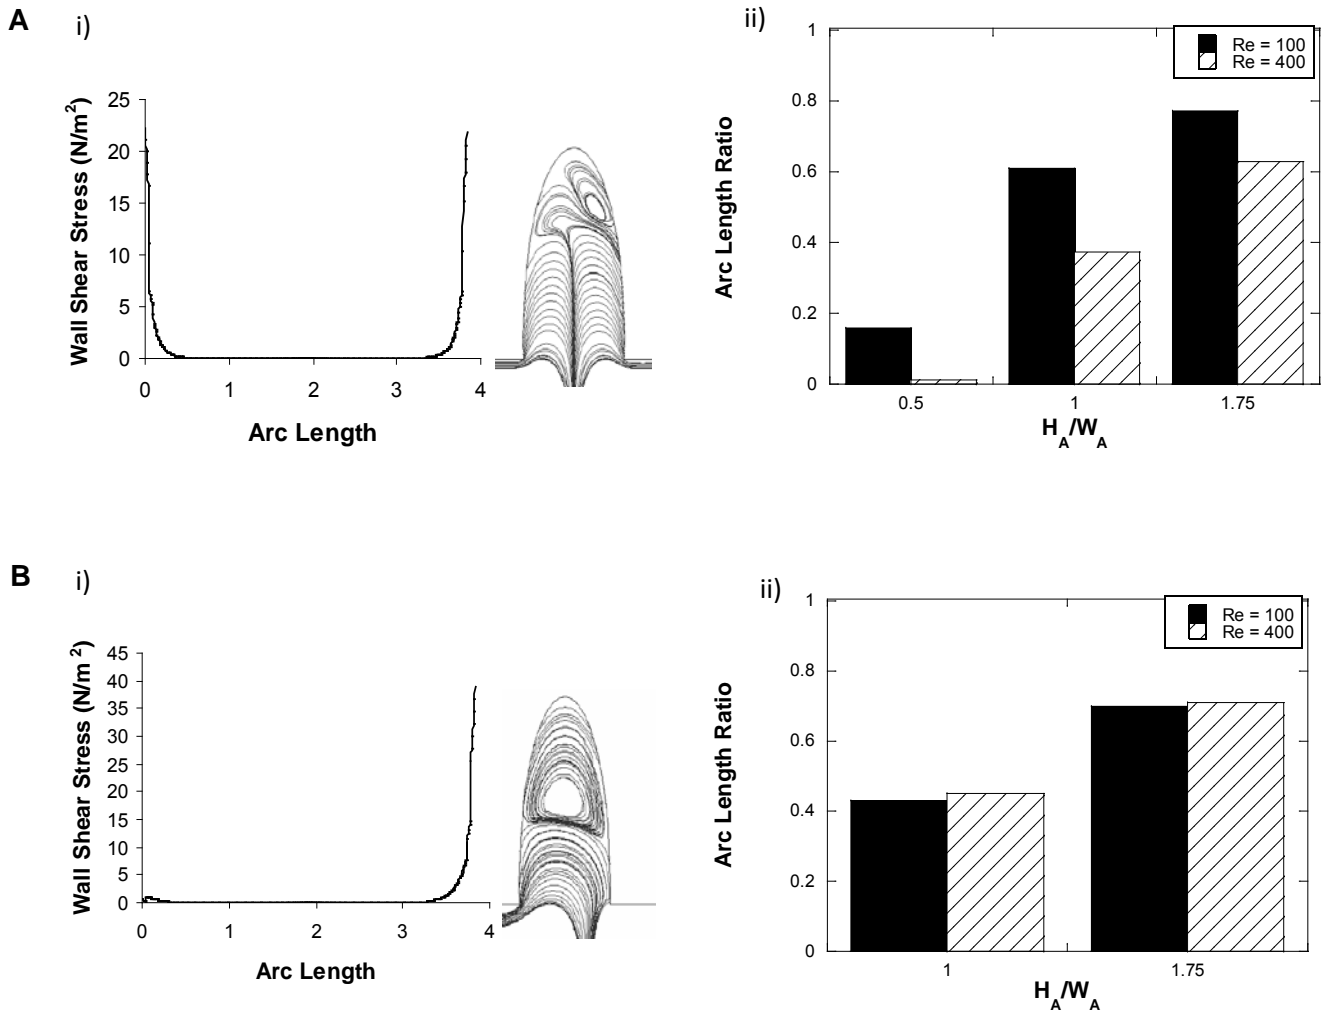 A
i)
Wall Shear Stress (N/m²)
25
20
15
10
5
0
0 1 2 3 4
Arc Length
ii)
Arc Length Ratio
1
0.8
0.6
0.4
0.2
0
Re = 100
Re = 400
0.5 1 1.75
H_A/W_A
B
i)
Wall Shear Stress (N/m²)
45
40
35
30
25
20
15
10
5
0
0 1 2 3 4
Arc Length
ii)
Arc Length Ratio
1
0.8
0.6
0.4
0.2
0
Re = 100
Re = 400
1 1.75
H_A/W_A